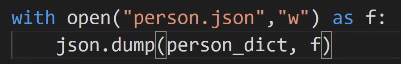 with open("person.json","w") as f:
    json.dump(person_dict, f)